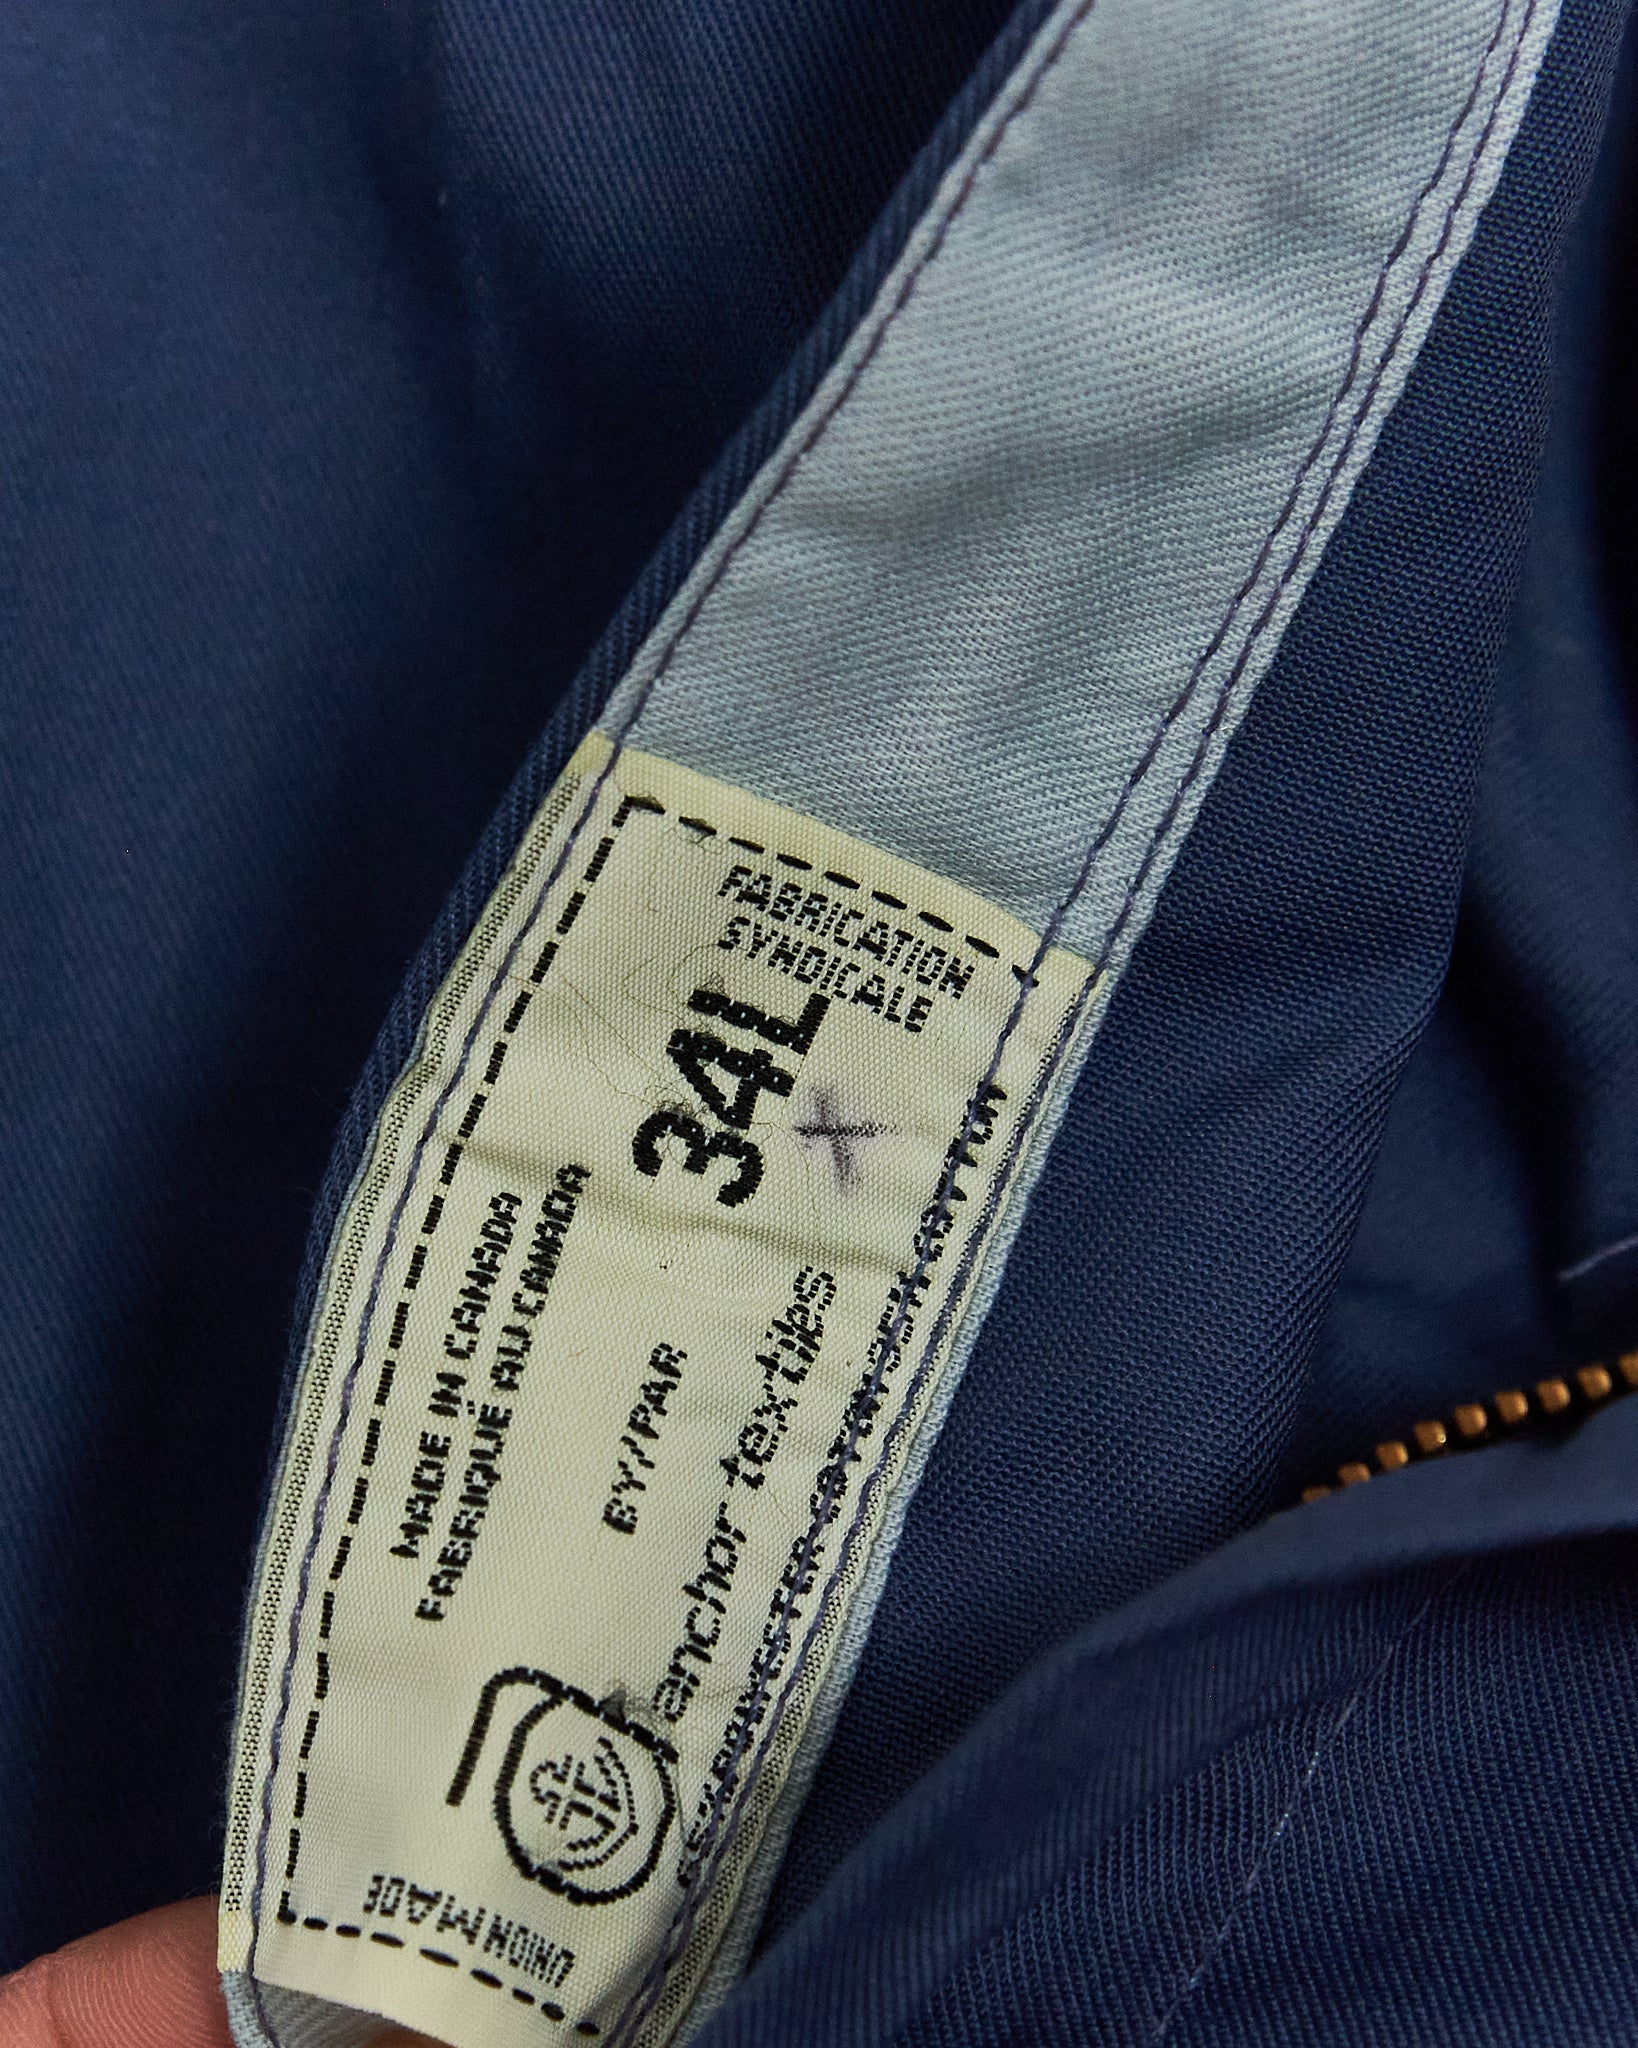 FABRICATION
SYNDICALE
34L
MADE IN CANADA
FABRIQUÉ AU CANADA
BY/PAR
anchor textiles
UNION MADE